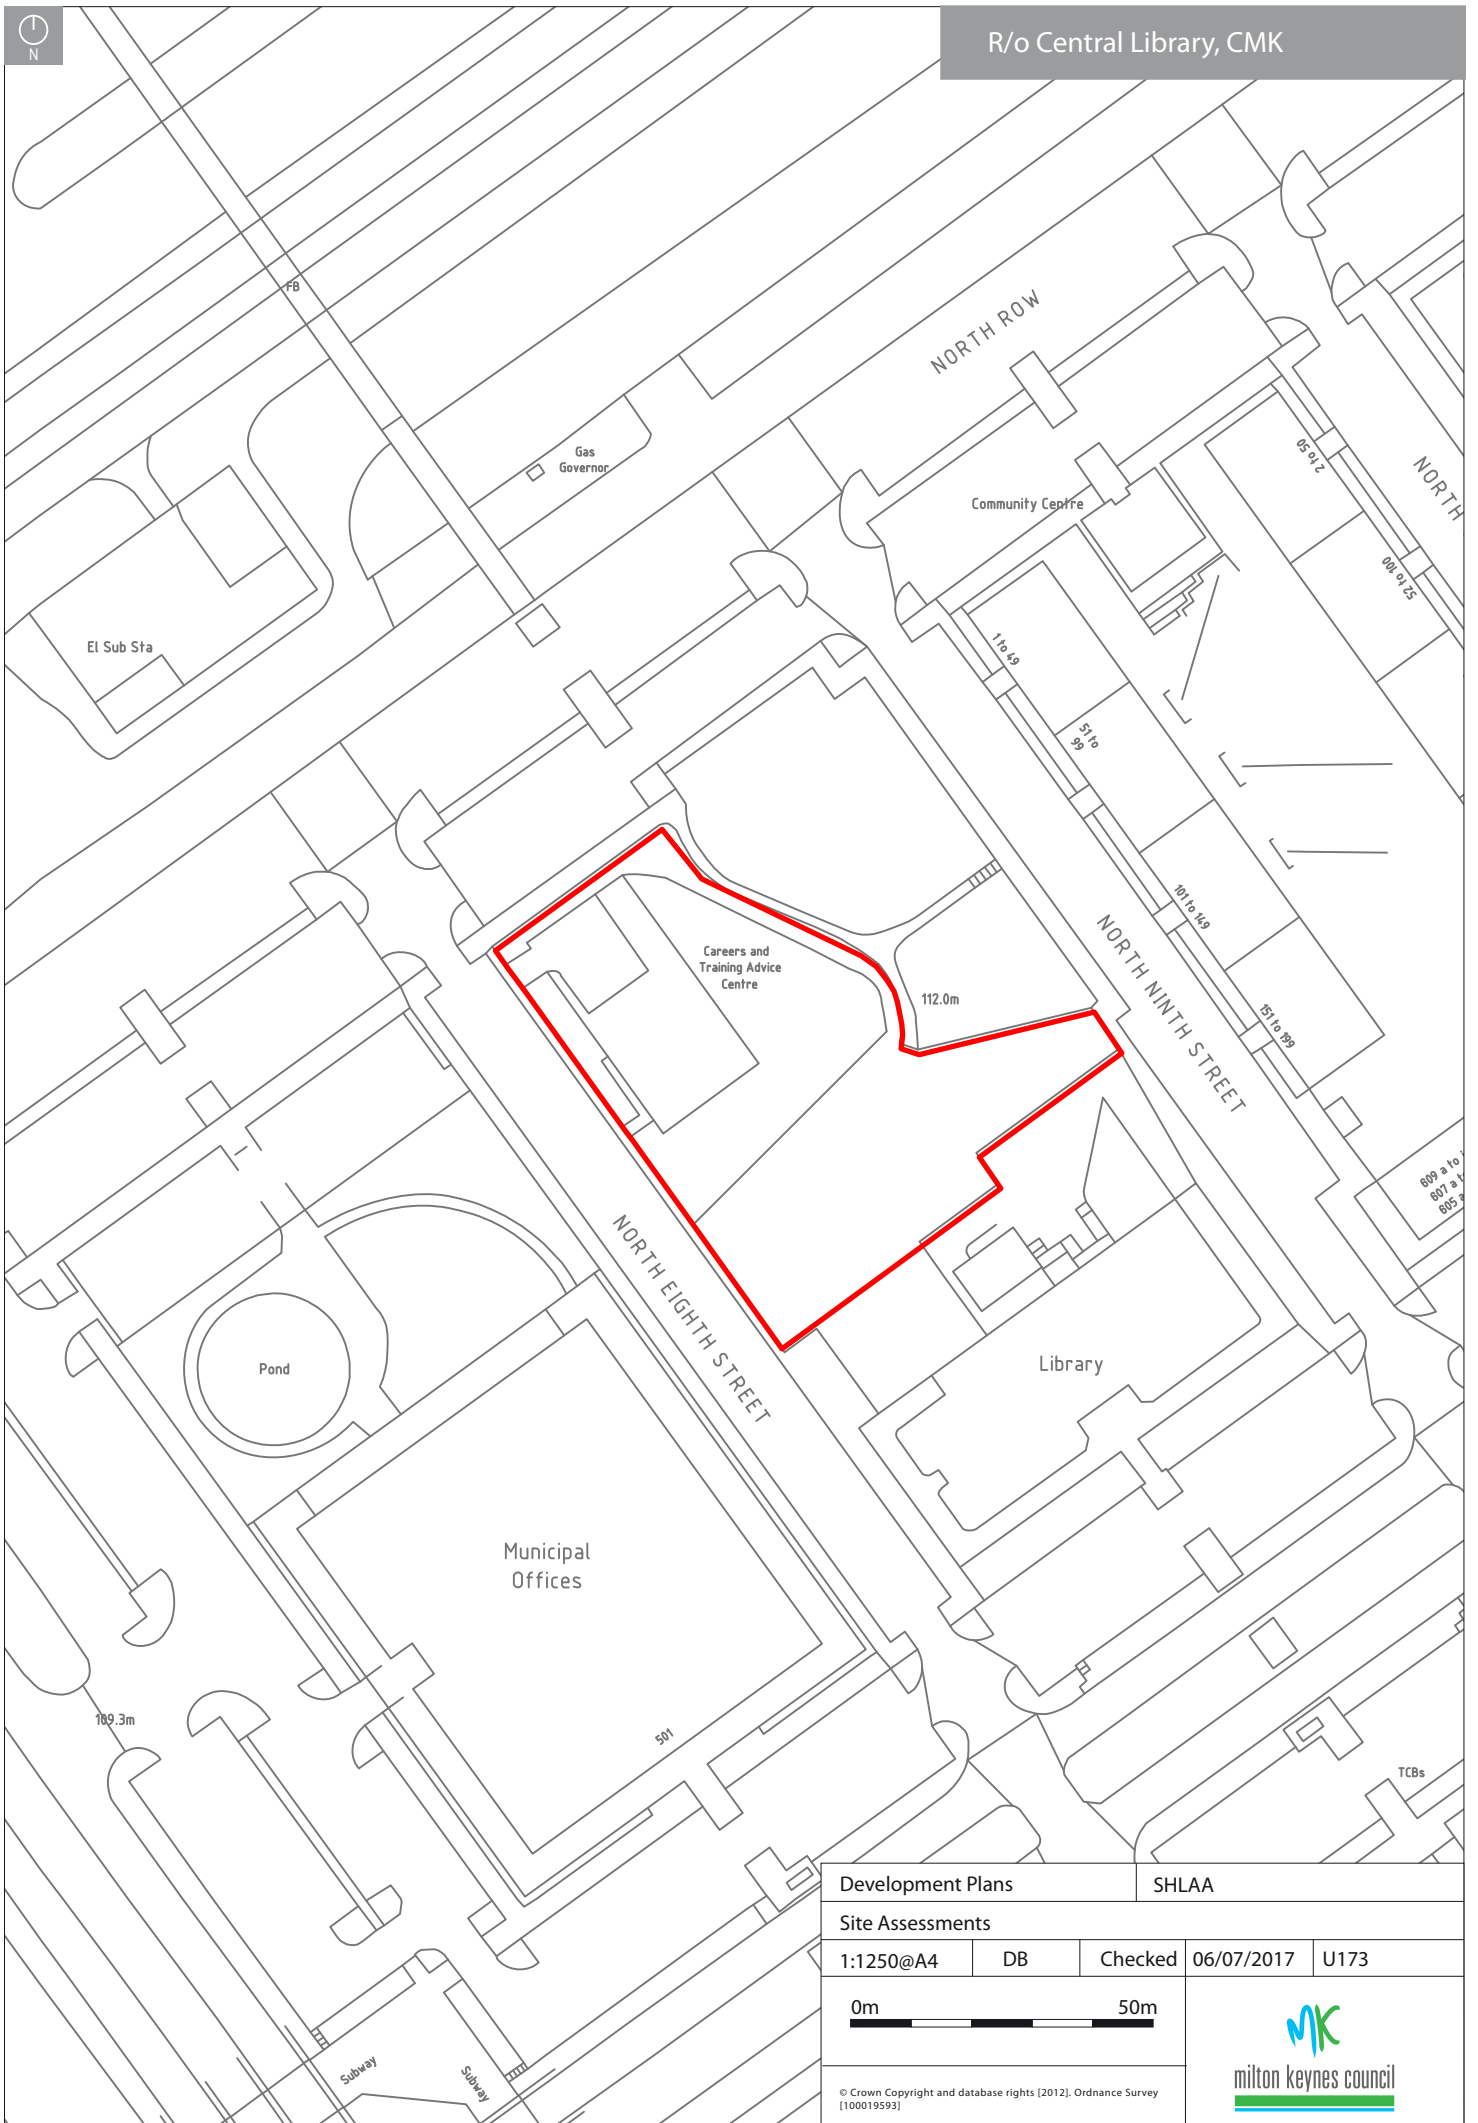 N
R/o Central Library, CMK
FB
NORTH ROW
Gas
Governor
Community Centre
2 to 50
NORTH
52 to 100
El Sub Sta
1 to 49
51 to
99
101 to 149
Careers and
Training Advice
Centre
112.0m
NORTH NINTH STREET
151 to 199
609 a to
607 a t
605 a
NORTH EIGHTH STREET
Pond
Library
Municipal
Offices
109.3m
501
TCBs
Subway
Subway
Development Plans
SHLAA
Site Assessments
1:1250@A4
DB
Checked
06/07/2017
U173
0m
50m
MK
milton keynes council
© Crown Copyright and database rights [2012]. Ordnance Survey
[100019593]